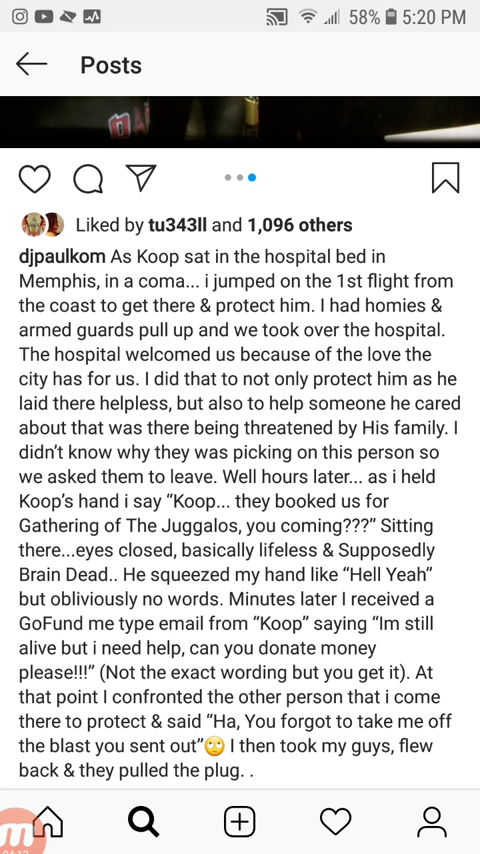 58% 5:20 PM
Posts
Liked by tu343ll and 1,096 others
djpaulkom As Koop sat in the hospital bed in
Memphis, in a coma... i jumped on the 1st flight from
the coast to get there & protect him. I had homies &
armed guards pull up and we took over the hospital.
The hospital welcomed us because of the love the
city has for us. I did that to not only protect him as he
laid there helpless, but also to help someone he cared
about that was there being threatened by His family. I
didn't know why they was picking on this person so
we asked them to leave. Well hours later... as i held
Koop's hand i say “Koop... they booked us for
Gathering of The Juggalos, you coming???” Sitting
there...eyes closed, basically lifeless & Supposedly
Brain Dead.. He squeezed my hand like “Hell Yeah”
but obliviously no words. Minutes later I received a
GoFund me type email from “Koop” saying “Im still
alive but i need help, can you donate money
please!!!” (Not the exact wording but you get it). At
that point I confronted the other person that i come
there to protect & said “Ha, You forgot to take me off
the blast you sent out”🙄 I then took my guys, flew
back & they pulled the plug. .